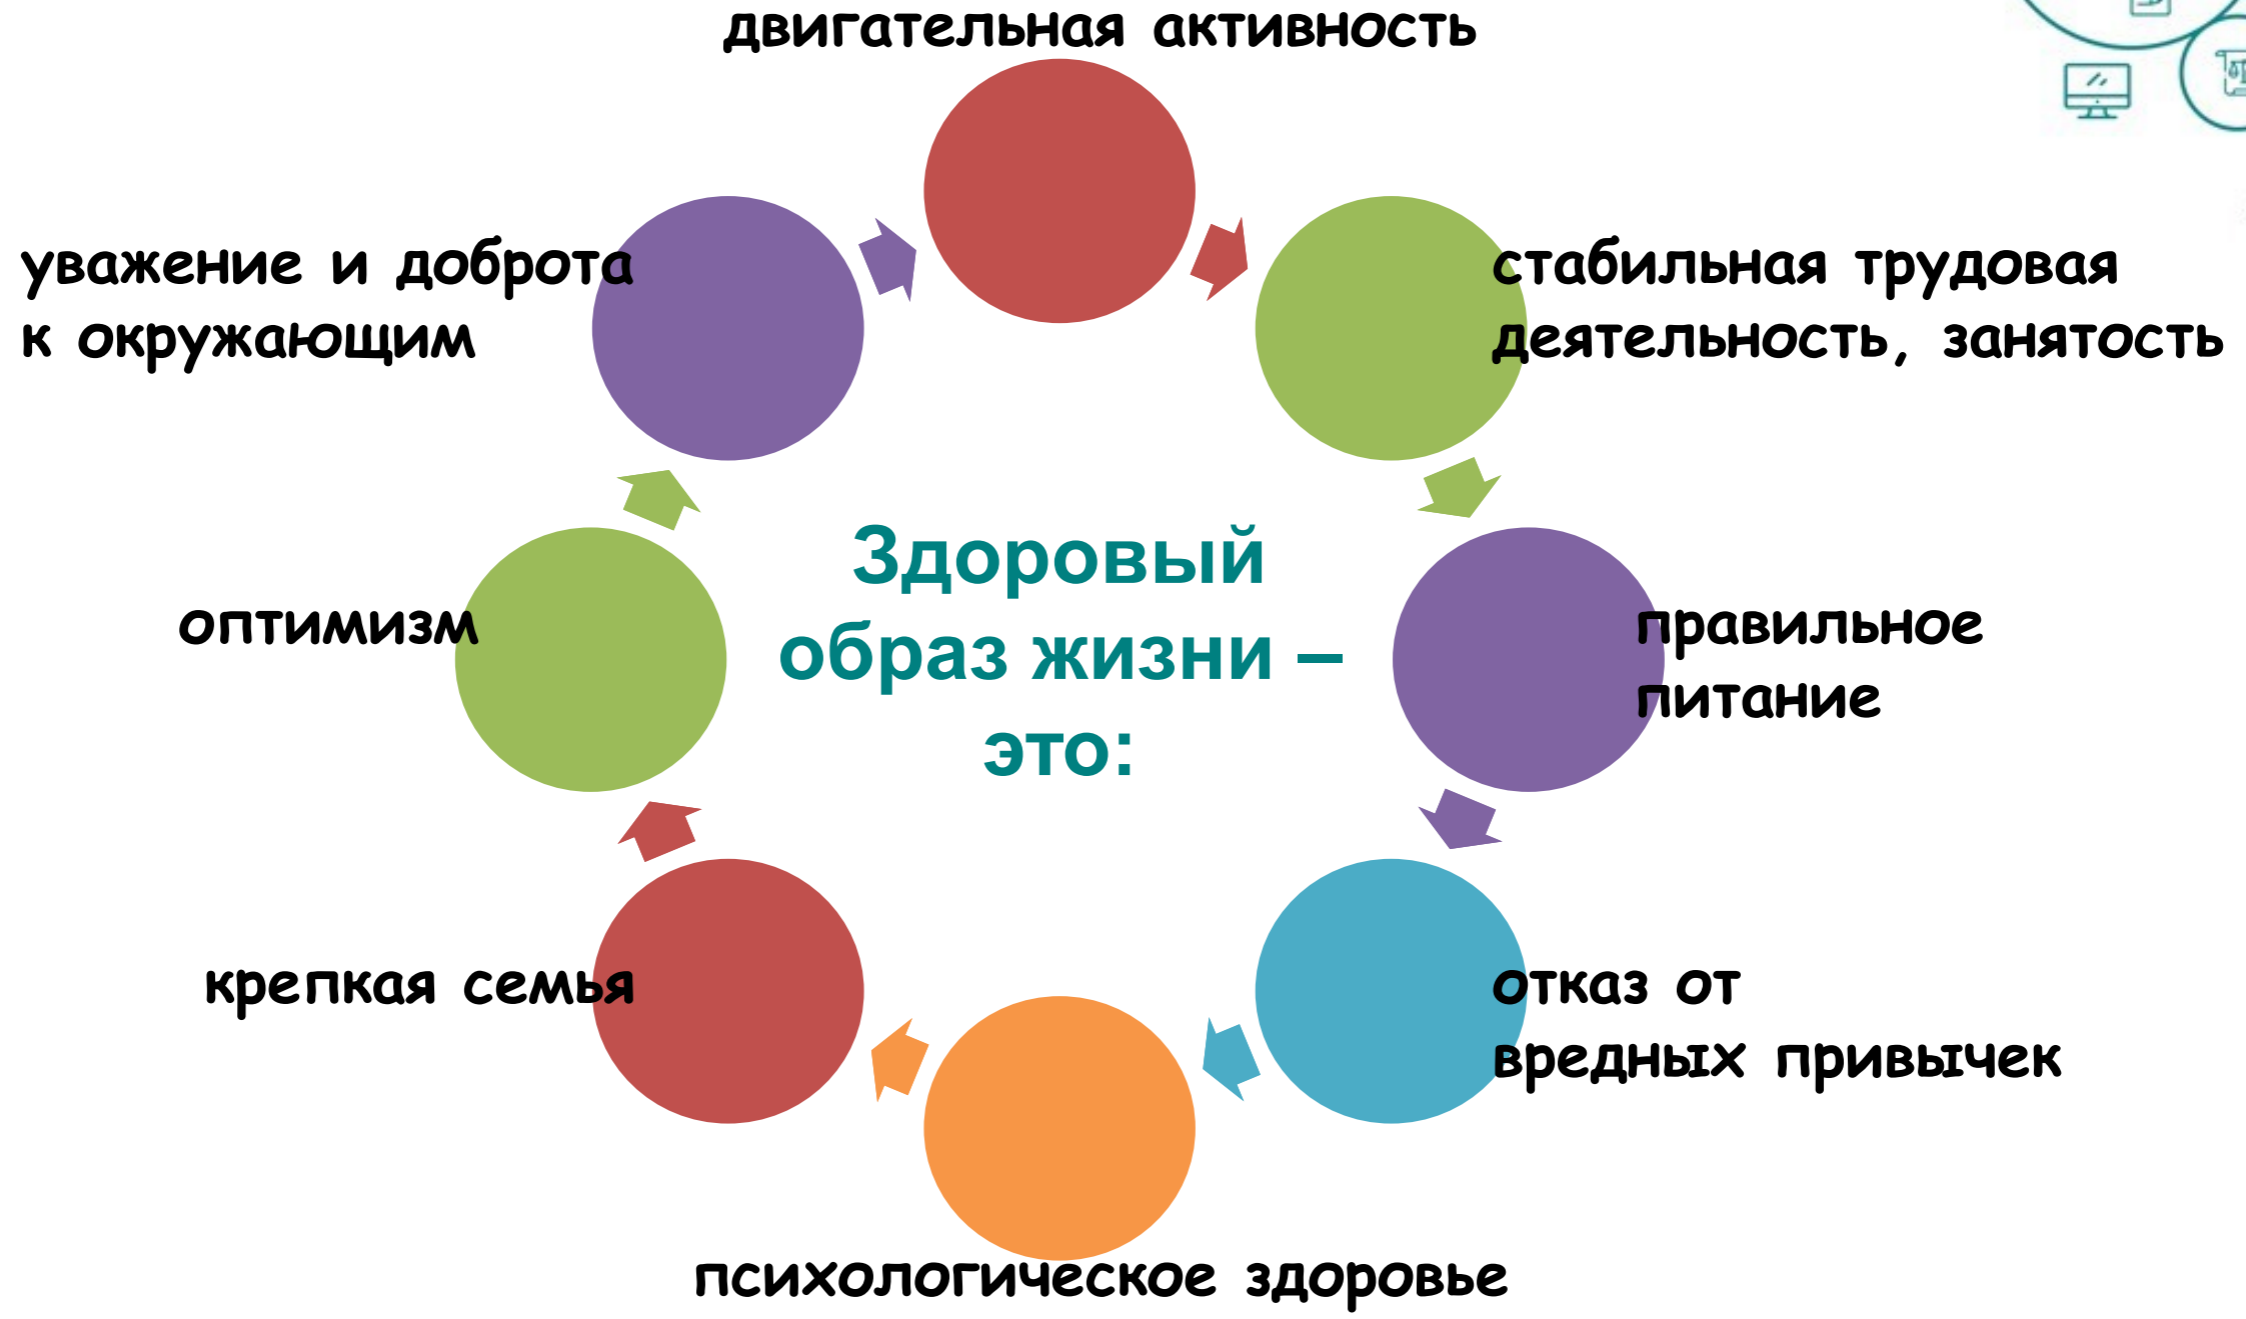 двигательная активность
уважение и доброта
к окружающим
стабильная трудовая
деятельность, занятость
Здоровый
образ жизни –
это:
оптимизм
правильное
питание
крепкая семья
отказ от
вредных привычек
психологическое здоровье